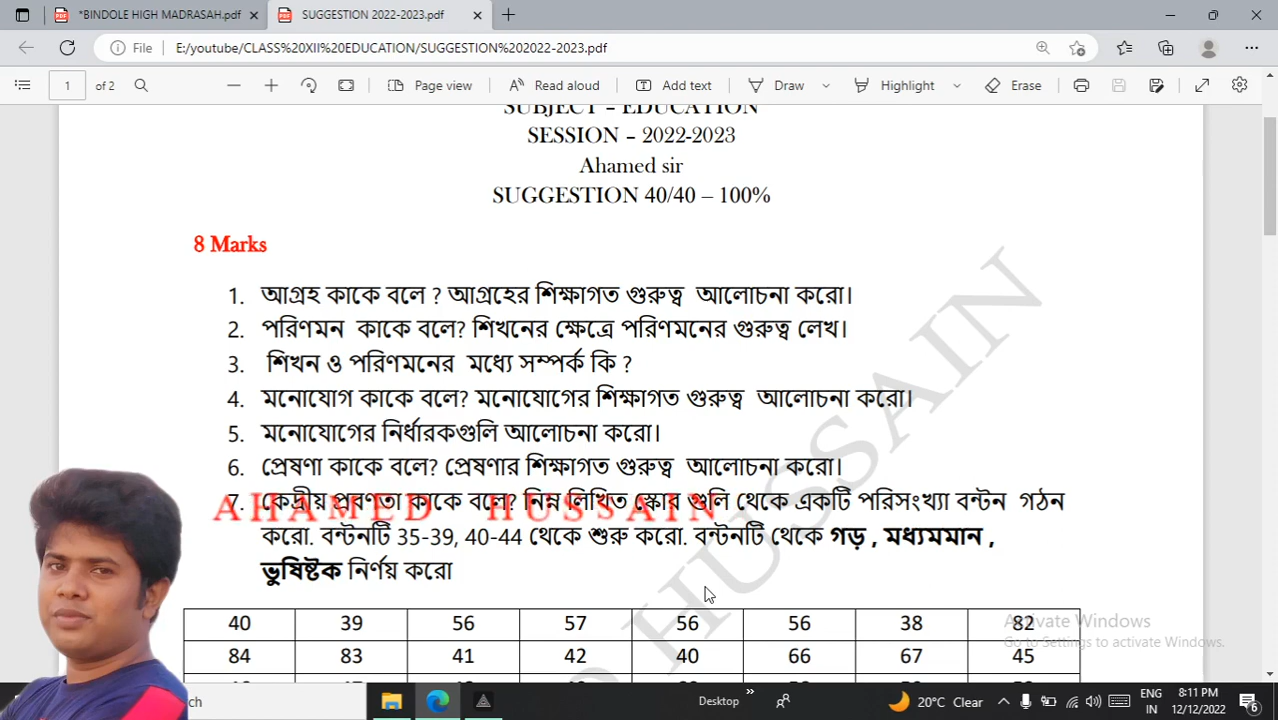 *BINDOLE HIGH MADRASAH.pdf
SUGGESTION 2022-2023.pdf
File
E:/youtube/CLASS%20XII%20EDUCATION/SUGGESTION%202022-2023.pdf
1 of 2
Page view
Read aloud
Add text
Draw
Highlight
Erase
SUBJECT – EDUCATION
SESSION – 2022-2023
Ahamed sir
SUGGESTION 40/40 – 100%
8 Marks
1. আগ্রহ কাকে বলে ? আগ্রহের শিক্ষাগত গুরুত্ব আলোচনা করো।
2. পরিণমন কাকে বলে? শিখনের ক্ষেত্রে পরিণমনের গুরুত্ব লেখ।
3. শিখন ও পরিণমনের মধ্যে সম্পর্ক কি ?
4. মনোযোগ কাকে বলে? মনোযোগের শিক্ষাগত গুরুত্ব আলোচনা করো।
5. মনোযোগের নির্ধারকগুলি আলোচনা করো।
6. প্রেষণা কাকে বলে? প্রেষণার শিক্ষাগত গুরুত্ব আলোচনা করো।
7. কেন্দ্রীয় প্রবণতা কাকে বলে? নিম্ন লিখিত স্কোর গুলি থেকে একটি পরিসংখ্যা বন্টন গঠন
AHAMED HUSSAIN
করো. বন্টনটি 35-39, 40-44 থেকে শুরু করো. বন্টনটি থেকে গড় , মধ্যমমান ,
ভুষিষ্টক নির্ণয় করো
HUSSAIN
40 39 56 57 56 56 38 82
84 83 41 42 40 66 67 45
Activate Windows
Go to Settings to activate Windows.
rch
Desktop
20°C Clear
ENG
IN
8:11 PM
12/12/2022
6